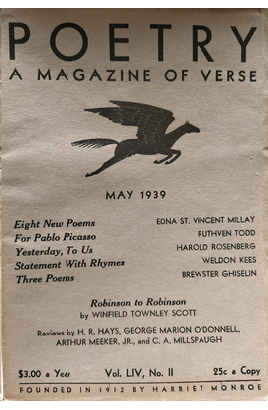 POETRY
A MAGAZINE OF VERSE
MAY 1939
Eight New Poems EDNA ST. VINCENT MILLAY
For Pablo Picasso RUTHVEN TODD
Yesterday, To Us HAROLD ROSENBERG
Statement With Rhymes WELDON KEES
Three Poems BREWSTER GHISELIN
Robinson to Robinson
by WINFIELD TOWNLEY SCOTT
Reviews by H. R. HAYS, GEORGE MARION O'DONNELL,
ARTHUR MEEKER, JR., and C. A. MILLSPAUGH
$3.00 a Year Vol. LIV, No. II 25c a Copy
FOUNDED IN 1912 BY HARRIET MONROE